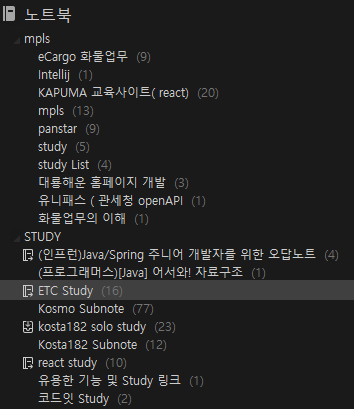 노트북
mpls
eCargo 화물업무 (9)
Intellij (1)
KAPUMA 교육사이트( react) (20)
mpls (13)
panstar (9)
study (5)
study List (4)
대룡해운 홈페이지 개발 (3)
유니패스 ( 관세청 openAPI (1)
화물업무의 이해 (1)
STUDY
(인프런)Java/Spring 주니어 개발자를 위한 오답노트 (4)
(프로그래머스)[Java] 어서와! 자료구조 (1)
ETC Study (16)
Kosmo Subnote (77)
kosta182 solo study (23)
Kosta182 Subnote (12)
react study (10)
유용한 기능 및 Study 링크 (1)
코드잇 Study (2)